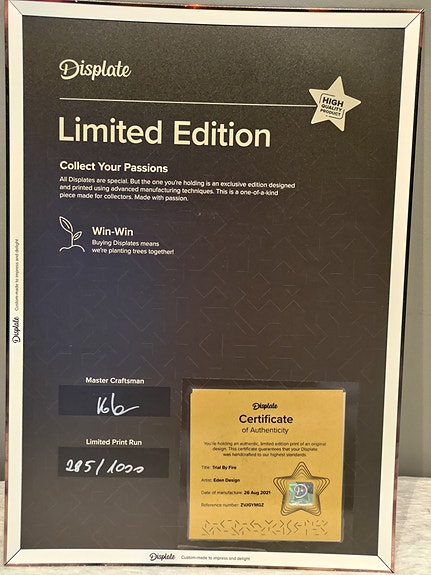 Displate
HIGH
QUALITY
PRODUCT
Limited Edition
Collect Your Passions
All Displates are special. But the one you're holding is an exclusive edition designed
and printed using advanced manufacturing techniques. This is a one-of-a-kind
piece made for collectors. Made with passion.
Win-Win
Buying Displates means
we're planting trees together!
Displate Custom-made to impress and delight
Master Craftsman
Limited Print Run
285/1000
Displate
Certificate
of Authenticity
You're holding an authentic, limited edition print of an original
design. This certificate guarantees that your Displate
was handcrafted to our highest standards
Title: Trial By Fire
Artist: Eden Design
Date of manufacture: 26 Aug 2021
Reference number: ZVJGYMGZ
Displate Custom-made to impress and delight